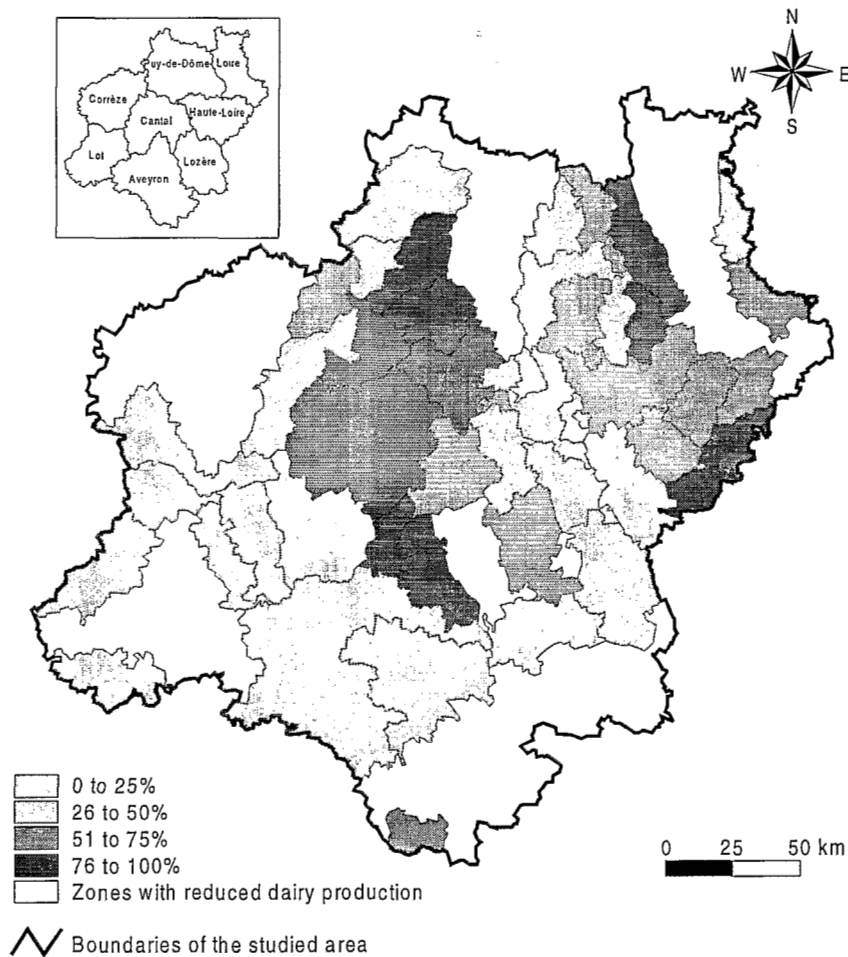 N
W E
S
uy-de-Dôme
Loire
Corrèze
Haute-Loire
Cantal
Lot
Lozère
Aveyron
0 to 25%
26 to 50%
51 to 75%
76 to 100%
Zones with reduced dairy production
Boundaries of the studied area
0 25 50 km